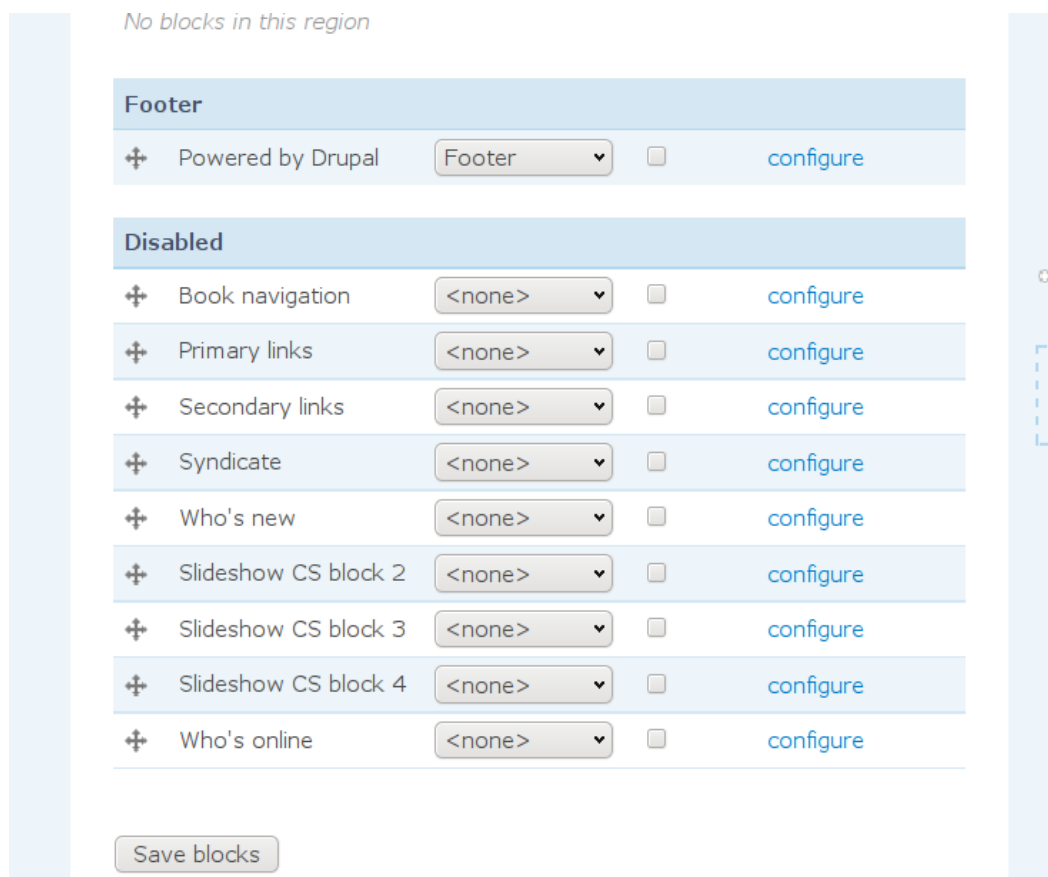 No blocks in this region
Footer
Powered by Drupal Footer configure
Disabled
Book navigation <none> configure
Primary links <none> configure
Secondary links <none> configure
Syndicate <none> configure
Who's new <none> configure
Slideshow CS block 2 <none> configure
Slideshow CS block 3 <none> configure
Slideshow CS block 4 <none> configure
Who's online <none> configure
Save blocks